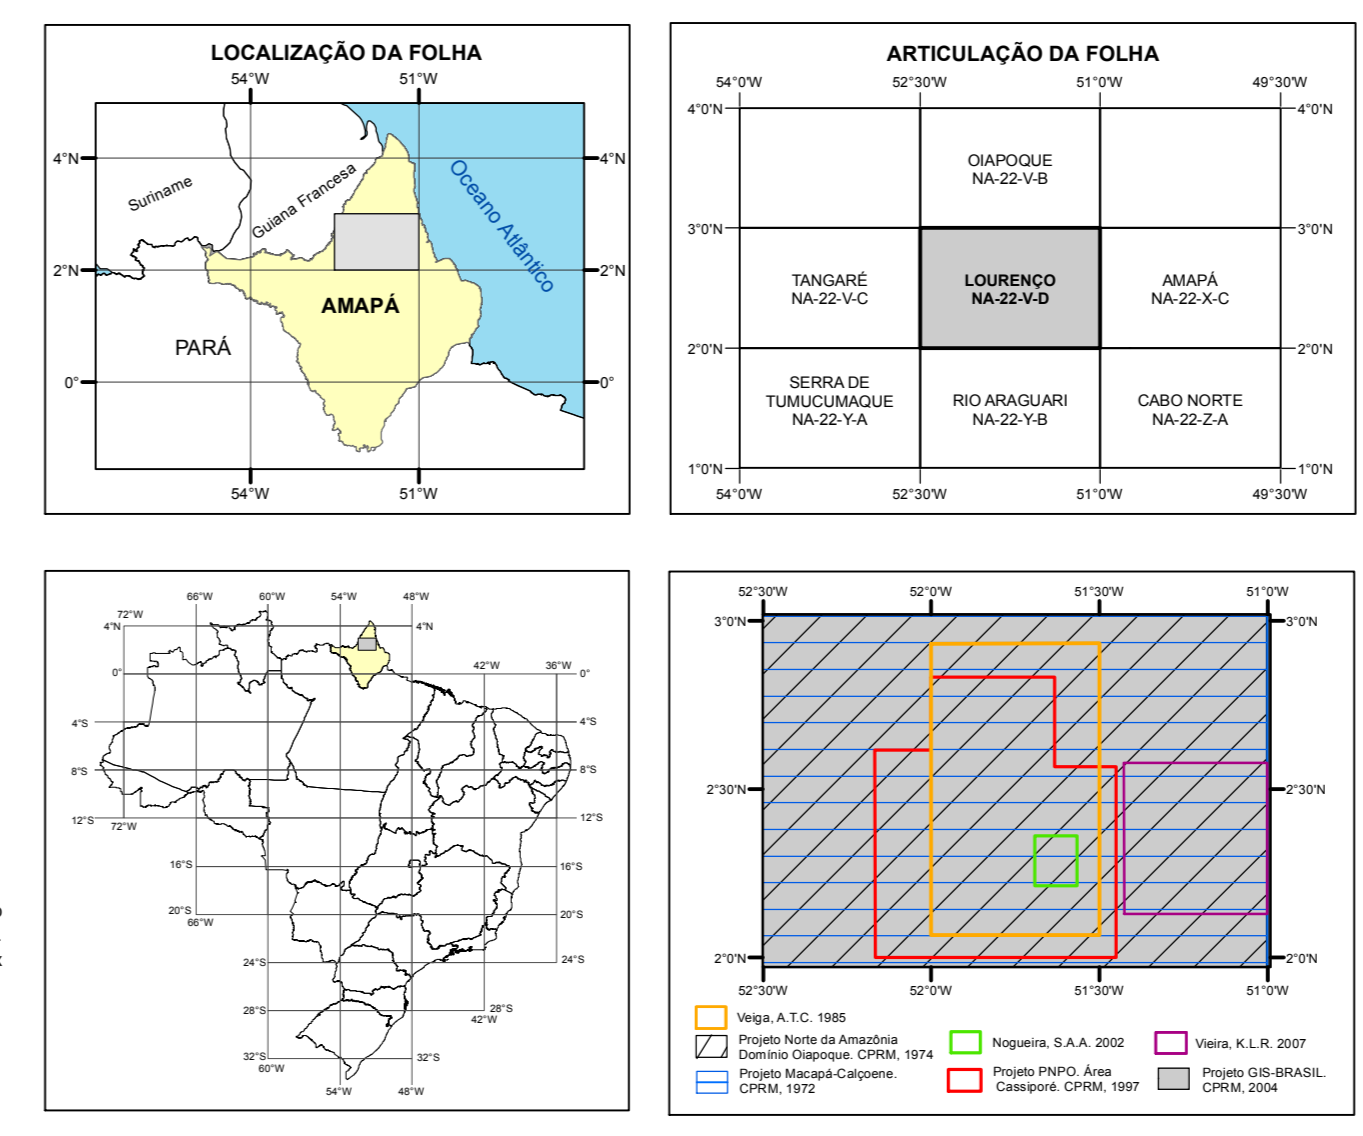 LOCALIZAÇÃO DA FOLHA
54°W
51°W
4°N
4°N
Suriname
Guiana Francesa
Oceano Atlântico
2°N
2°N
AMAPÁ
PARÁ
0°
0°
54°W
51°W
ARTICULAÇÃO DA FOLHA
54°0'W
52°30'W
51°0'W
49°30'W
4°0'N
4°0'N
OIAPOQUE
NA-22-V-B
3°0'N
3°0'N
TANGARÉ
NA-22-V-C
LOURENÇO
NA-22-V-D
AMAPÁ
NA-22-X-C
2°0'N
2°0'N
SERRA DE
TUMUCUMAQUE
NA-22-Y-A
RIO ARAGUARI
NA-22-Y-B
CABO NORTE
NA-22-Z-A
1°0'N
1°0'N
54°0'W
52°30'W
51°0'W
49°30'W
66°W
60°W
54°W
48°W
72°W
4°N
4°N
0°
42°W
36°W
0°
4°S
4°S
8°S
8°S
12°S
72°W
12°S
16°S
16°S
20°S
66°W
20°S
24°S
24°S
28°S
28°S
42°W
32°S
60°W
32°S
54°W
48°W
52°30'W
52°0'W
51°30'W
51°0'W
3°0'N
3°0'N
2°30'N
2°30'N
2°0'N
2°0'N
52°30'W
52°0'W
51°30'W
51°0'W
Veiga, A.T.C. 1985
Projeto Norte da Amazônia
Domínio Oiapoque. CPRM, 1974
Projeto Macapá-Calçoene.
CPRM, 1972
Nogueira, S.A.A. 2002
Projeto PNPO. Área
Cassiporé. CPRM, 1997
Vieira, K.L.R. 2007
Projeto GIS-BRASIL.
CPRM, 2004